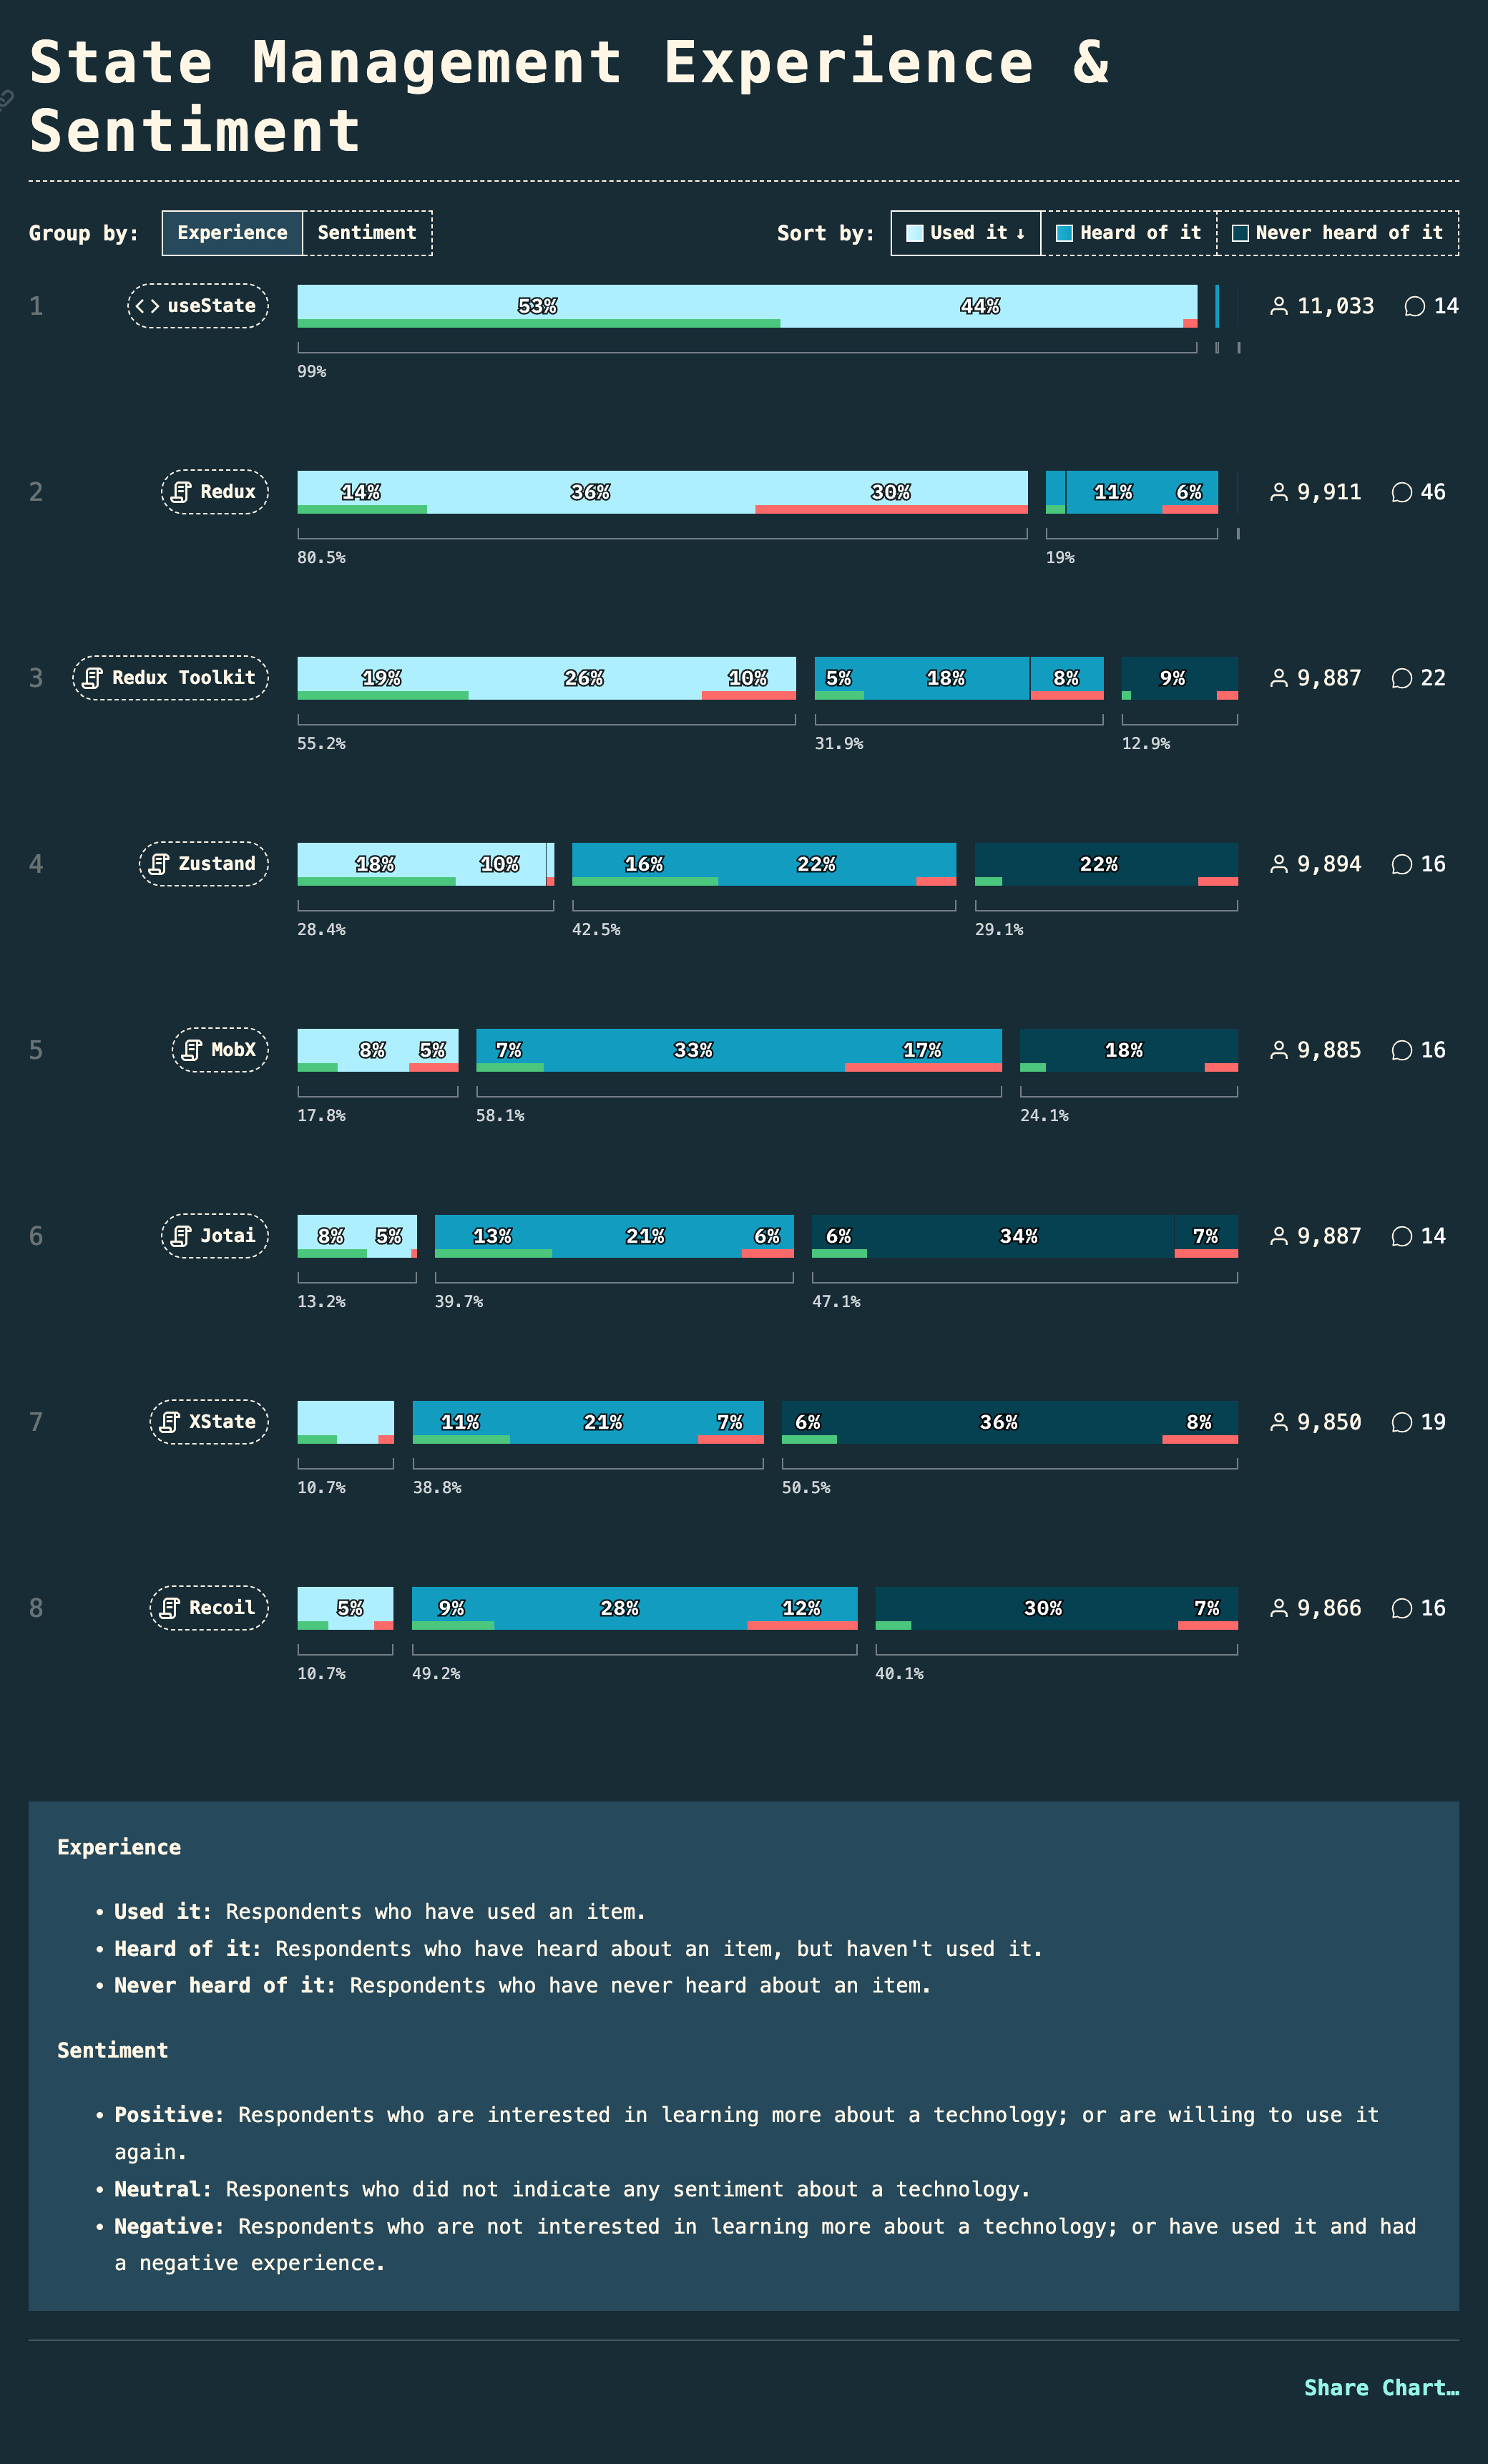 State Management Experience &
Sentiment
Group by: Experience Sentiment Sort by: Used it ↓ Heard of it Never heard of it
1 useState 53% 44% 11,033 14
99%
2 Redux 14% 36% 30% 11% 6% 9,911 46
80.5% 19%
3 Redux Toolkit 19% 26% 10% 5% 18% 8% 9% 9,887 22
55.2% 31.9% 12.9%
4 Zustand 18% 10% 16% 22% 22% 9,894 16
28.4% 42.5% 29.1%
5 MobX 8% 5% 7% 33% 17% 18% 9,885 16
17.8% 58.1% 24.1%
6 Jotai 8% 5% 13% 21% 6% 6% 34% 7% 9,887 14
13.2% 39.7% 47.1%
7 XState 11% 21% 7% 6% 36% 8% 9,850 19
10.7% 38.8% 50.5%
8 Recoil 5% 9% 28% 12% 30% 7% 9,866 16
10.7% 49.2% 40.1%
Experience
• Used it: Respondents who have used an item.
• Heard of it: Respondents who have heard about an item, but haven't used it.
• Never heard of it: Respondents who have never heard about an item.
Sentiment
• Positive: Respondents who are interested in learning more about a technology; or are willing to use it
again.
• Neutral: Responents who did not indicate any sentiment about a technology.
• Negative: Respondents who are not interested in learning more about a technology; or have used it and had
a negative experience.
Share Chart…